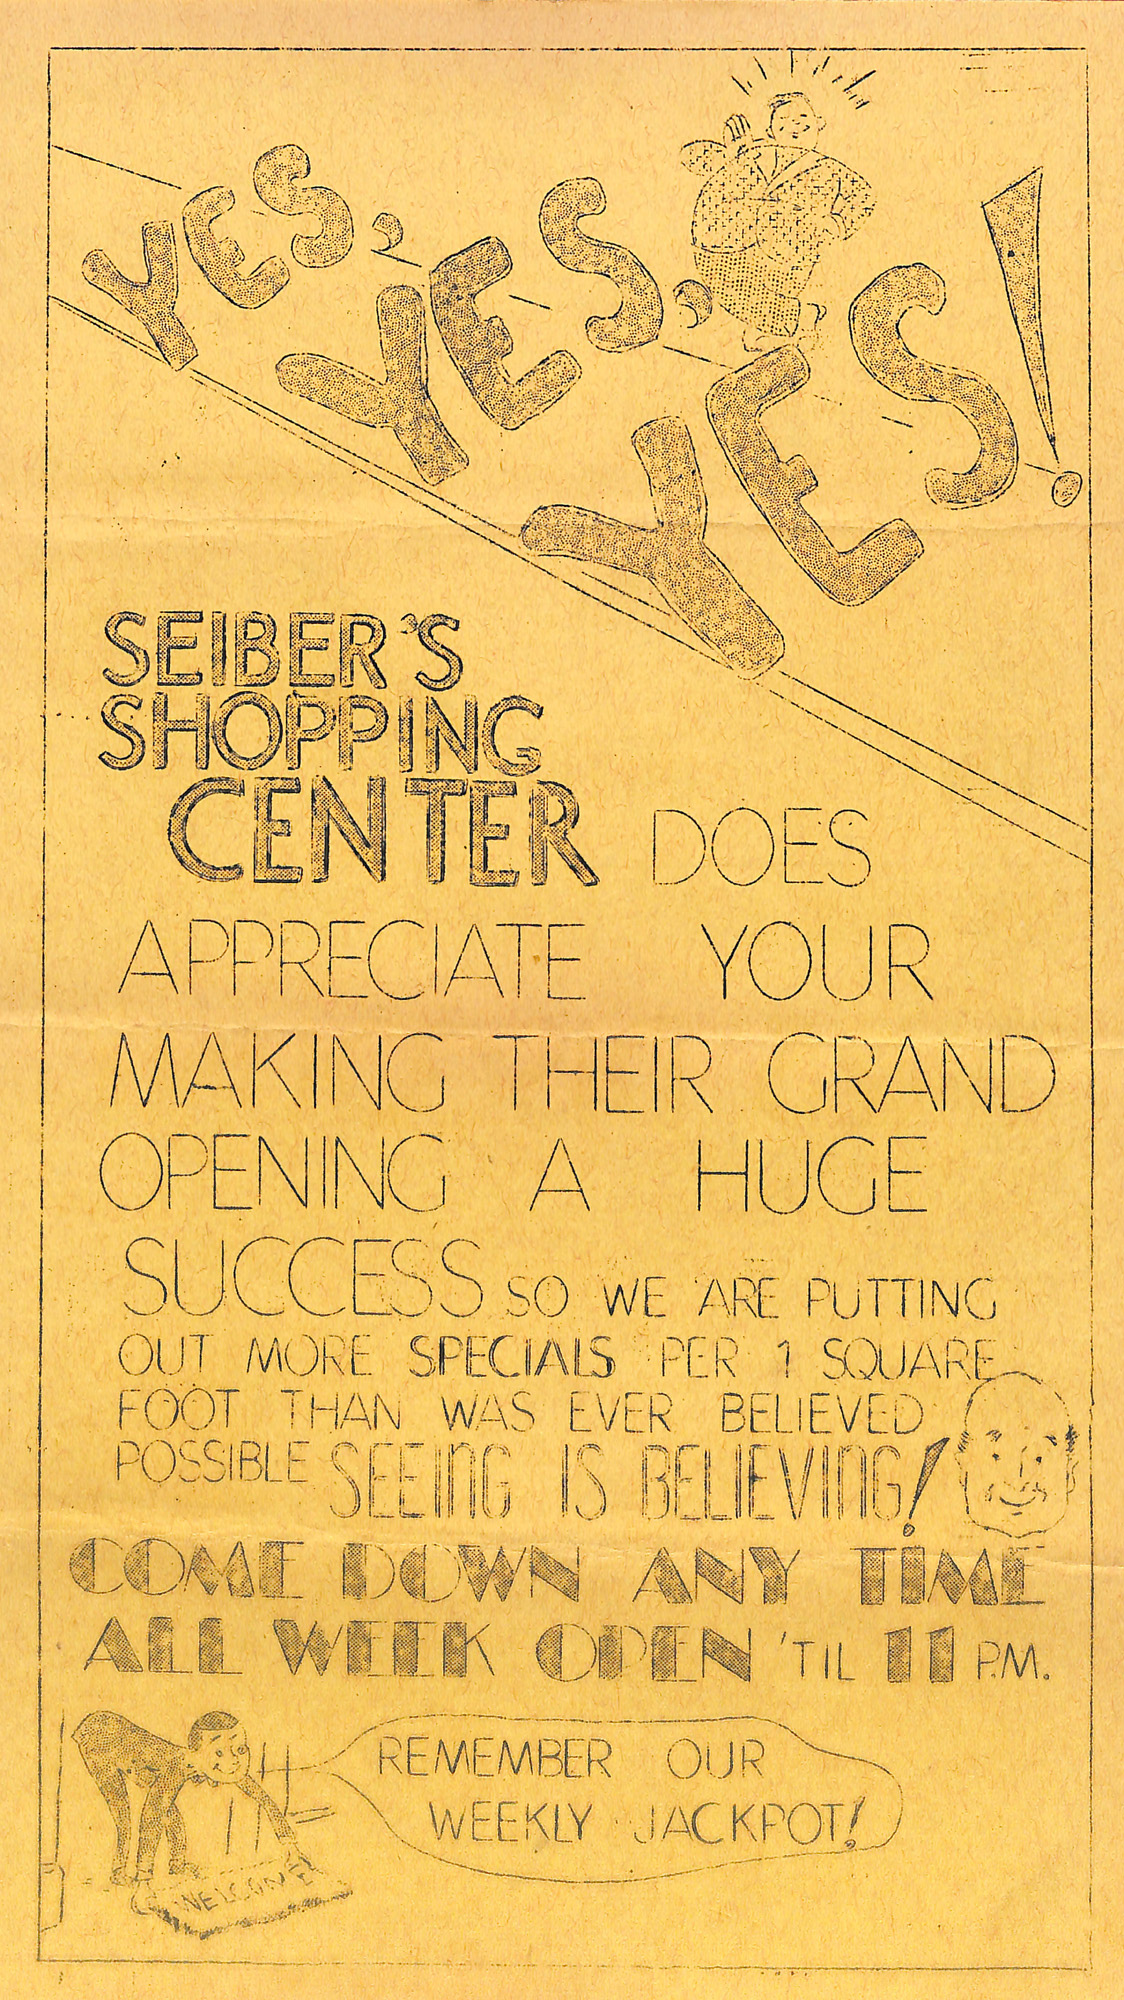 YES, YES, YES!
SEIBER'S
SHOPPING
CENTER DOES
APPRECIATE YOUR
MAKING THEIR GRAND
OPENING A HUGE
SUCCESS SO WE ARE PUTTING
OUT MORE SPECIALS PER 1 SQUARE
FOOT THAN WAS EVER BELIEVED
POSSIBLE SEEING IS BELIEVING!
COME DOWN ANY TIME
ALL WEEK OPEN 'TIL 11 P.M.
REMEMBER OUR
WEEKLY JACKPOT!
WELCOME